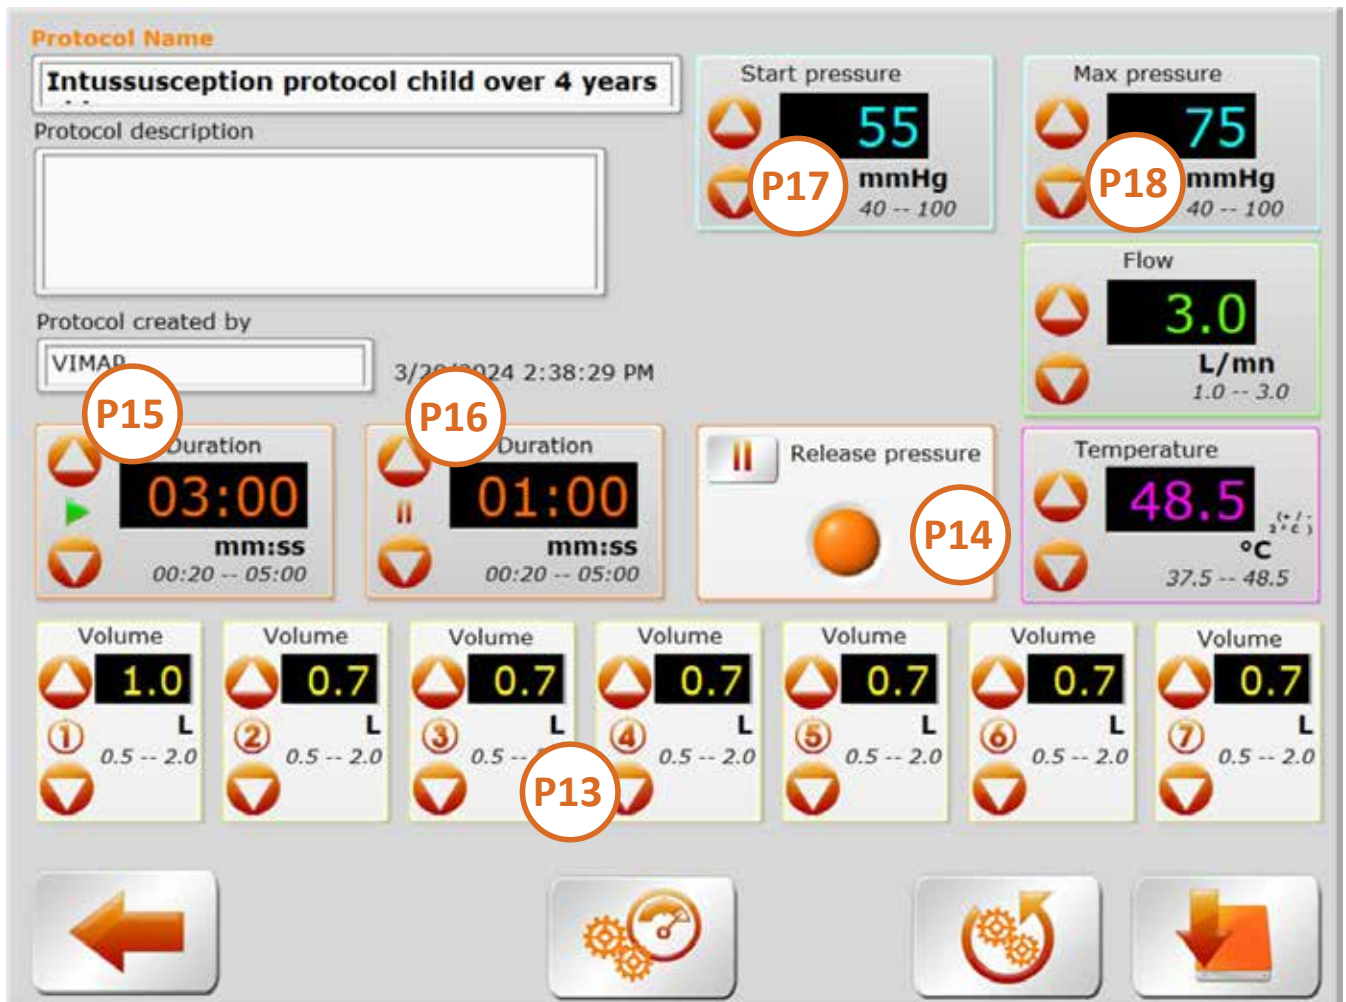 Protocol Name
Intussusception protocol child over 4 years
Start pressure
55
mmHg
40 -- 100
P17
Max pressure
75
mmHg
40 -- 100
P18
Protocol description
Flow
3.0
L/mn
1.0 -- 3.0
Protocol created by
VIMAP
2:38:29 PM
P15
Duration
03:00
mm:ss
00:20 -- 05:00
P16
Duration
01:00
mm:ss
00:20 -- 05:00
Release pressure
P14
Temperature
48.5
(+/-
2°C)
°C
37.5 -- 48.5
Volume
1.0
L
1
0.5 -- 2.0
Volume
0.7
L
2
0.5 -- 2.0
Volume
0.7
L
3
0.5 --
Volume
0.7
L
4
0.5 -- 2.0
Volume
0.7
L
5
0.5 -- 2.0
Volume
0.7
L
6
0.5 -- 2.0
Volume
0.7
L
7
0.5 -- 2.0
P13